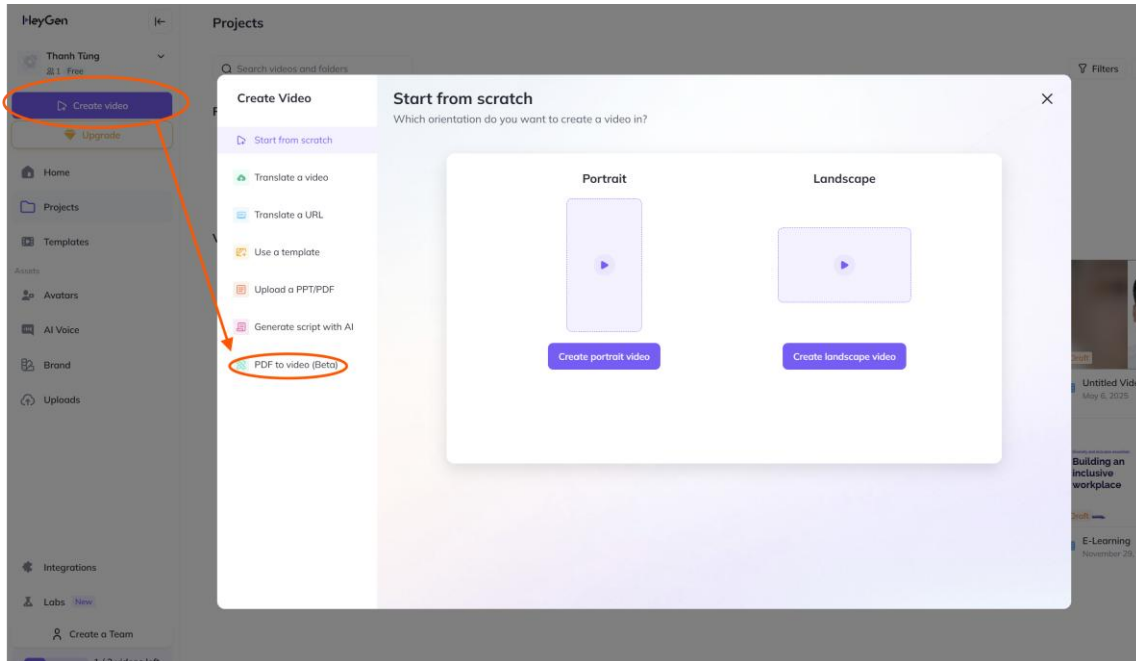 HeyGen
Thanh Tùng
1 Free
Create video
Upgrade
Home
Projects
Templates
Assets
Avatars
AI Voice
Brand
Uploads
Integrations
Labs New
Create a Team
Projects
Search videos and folders
Filters
Create Video
Start from scratch
Translate a video
Translate a URL
Use a template
Upload a PPT/PDF
Generate script with AI
PDF to video (Beta)
Start from scratch
Which orientation do you want to create a video in?
Portrait
Landscape
Create portrait video
Create landscape video
Draft
Untitled Vid
May 6, 2025
Building an
inclusive
workplace
Draft
E-Learning
November 29,